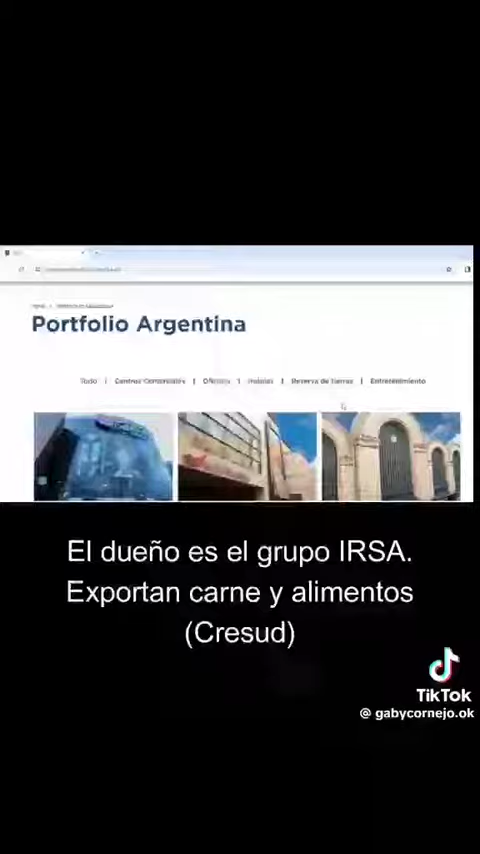 Portfolio Argentina
Todo | Centros Comerciales | Oficinas | Hoteles | Reserva de tierras | Entretenimiento
El dueño es el grupo IRSA.
Exportan carne y alimentos
(Cresud)
TikTok
@ gabycornejo.ok